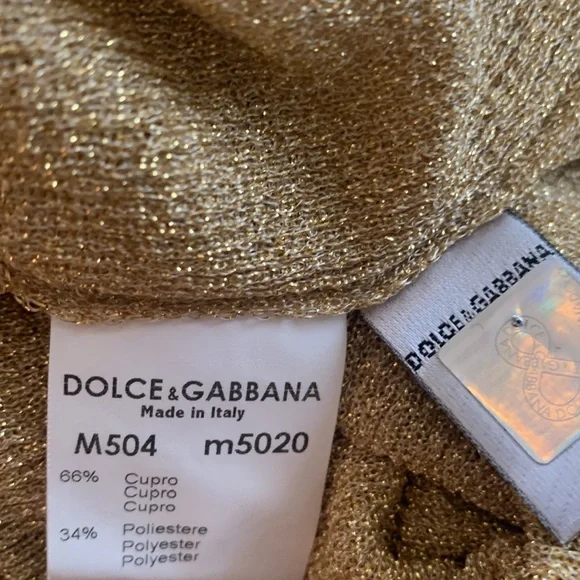 DOLCE & GABBANA
Made in Italy
M504 m5020
66% Cupro
Cupro
Cupro
34% Poliestere
Polyester
Polyester
DOLCE & GABBANA